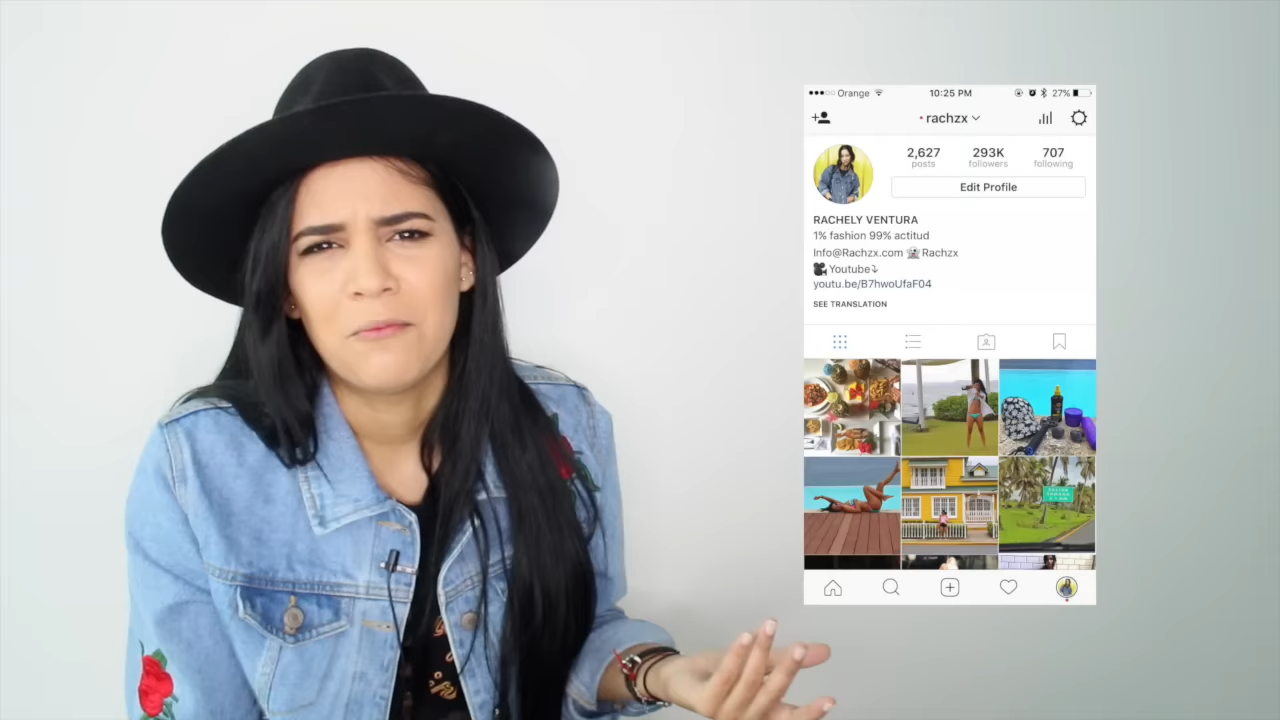 Orange 10:25 PM 27%
rachzx
2,627 293K 707
posts followers following
Edit Profile
RACHELY VENTURA
1% fashion 99% actitud
Info@Rachzx.com Rachzx
Youtube
youtu.be/B7hwoUfaF04
SEE TRANSLATION